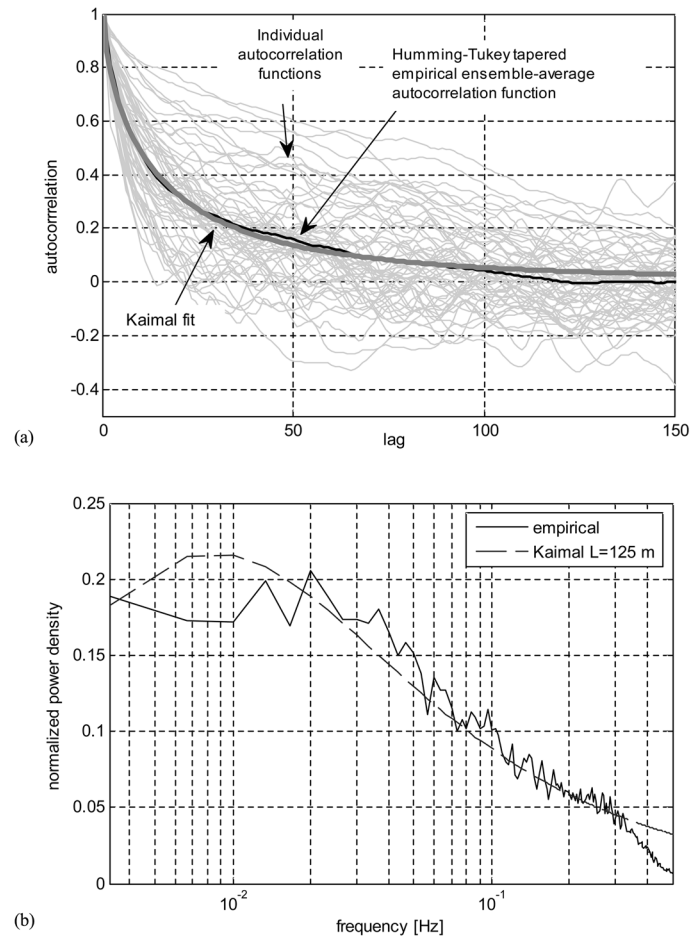 1
0.8
0.6
0.4
0.2
0
-0.2
-0.4
autocorrrelation
Individual
autocorrelation
functions
Humming-Tukey tapered
empirical ensemble-average
autocorrelation function
Kaimal fit
0
50
100
150
lag
(a)
0.25
0.2
0.15
0.1
0.05
0
normalized power density
empirical
Kaimal L=125 m
10-2
10-1
frequency [Hz]
(b)